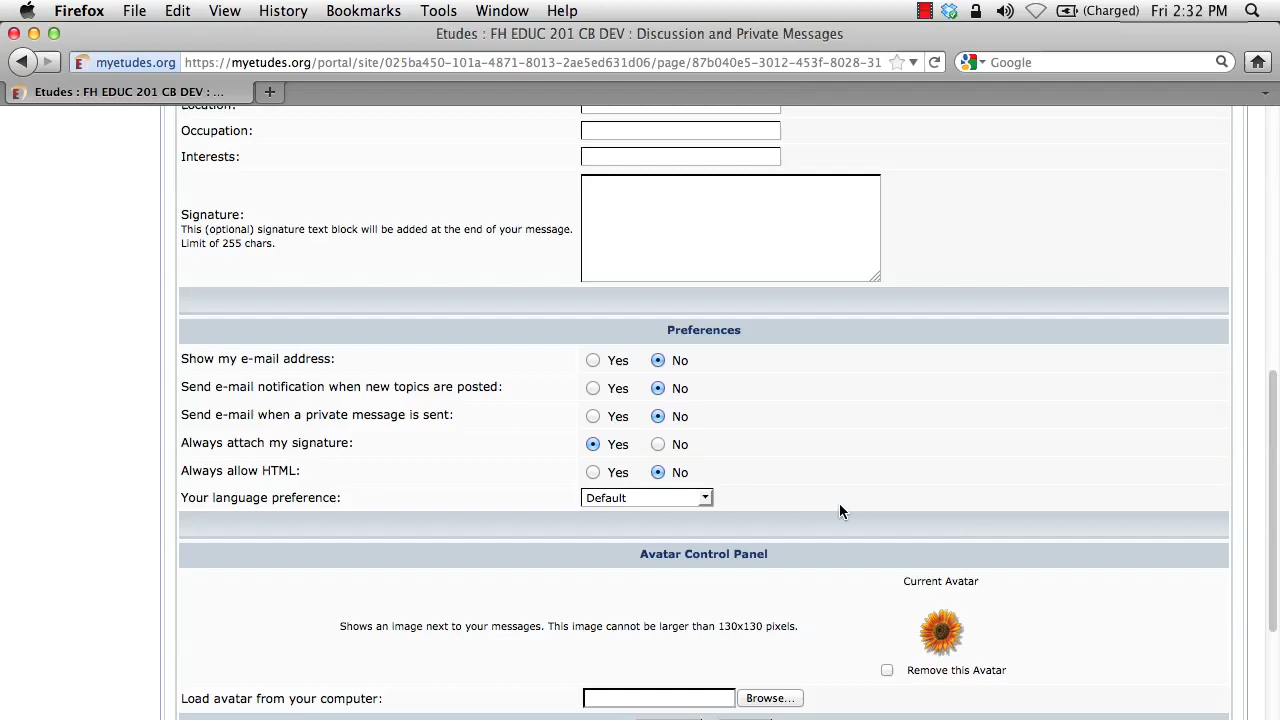 Firefox File Edit View History Bookmarks Tools Window Help (Charged) Fri 2:32 PM
Etudes : FH EDUC 201 CB DEV : Discussion and Private Messages
myetudes.org https://myetudes.org/portal/site/025ba450-101a-4871-8013-2ae5ed631d06/page/87b040e5-3012-453f-8028-31 Google
Etudes : FH EDUC 201 CB DEV : ...
Location:
Occupation:
Interests:
Signature:
This (optional) signature text block will be added at the end of your message.
Limit of 255 chars.
Preferences
Show my e-mail address: Yes No
Send e-mail notification when new topics are posted: Yes No
Send e-mail when a private message is sent: Yes No
Always attach my signature: Yes No
Always allow HTML: Yes No
Your language preference: Default
Avatar Control Panel
Current Avatar
Shows an image next to your messages. This image cannot be larger than 130x130 pixels.
Remove this Avatar
Load avatar from your computer: Browse...